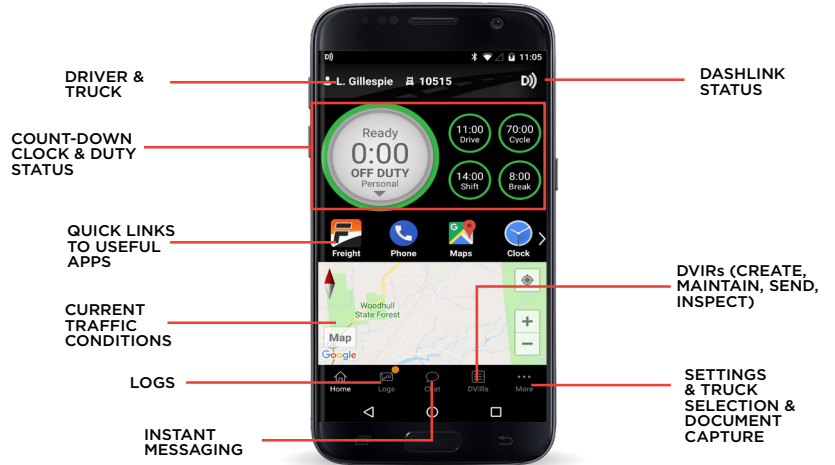 D))
11:05
L. Gillespie 10515 D))
DRIVER &
TRUCK
DASHLINK
STATUS
COUNT-DOWN
CLOCK & DUTY
STATUS
Ready
0:00
OFF DUTY
Personal
11:00
Drive
70:00
Cycle
14:00
Shift
8:00
Break
QUICK LINKS
TO USEFUL
APPS
Freight
Phone
G
Maps
Clock
DVIRs (CREATE,
MAINTAIN, SEND,
INSPECT)
CURRENT
TRAFFIC
CONDITIONS
Woodhull
State Forest
+
−
Map
Google
LOGS
Home
Logs
Chat
DVIRs
More
SETTINGS
& TRUCK
SELECTION &
DOCUMENT
CAPTURE
INSTANT
MESSAGING